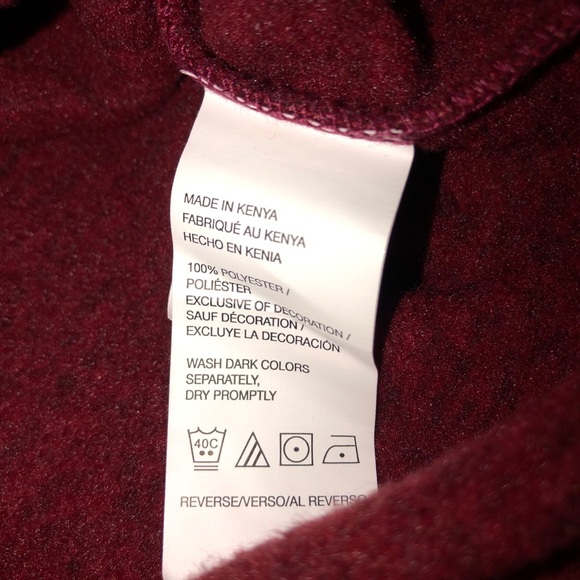 MADE IN KENYA
FABRIQUÉ AU KENYA
HECHO EN KENIA
100% POLYESTER /
POLIÉSTER
EXCLUSIVE OF DECORATION /
SAUF DÉCORATION /
EXCLUYE LA DECORACIÓN
WASH DARK COLORS
SEPARATELY,
DRY PROMPTLY
40C
REVERSE/VERSO/AL REVERSO